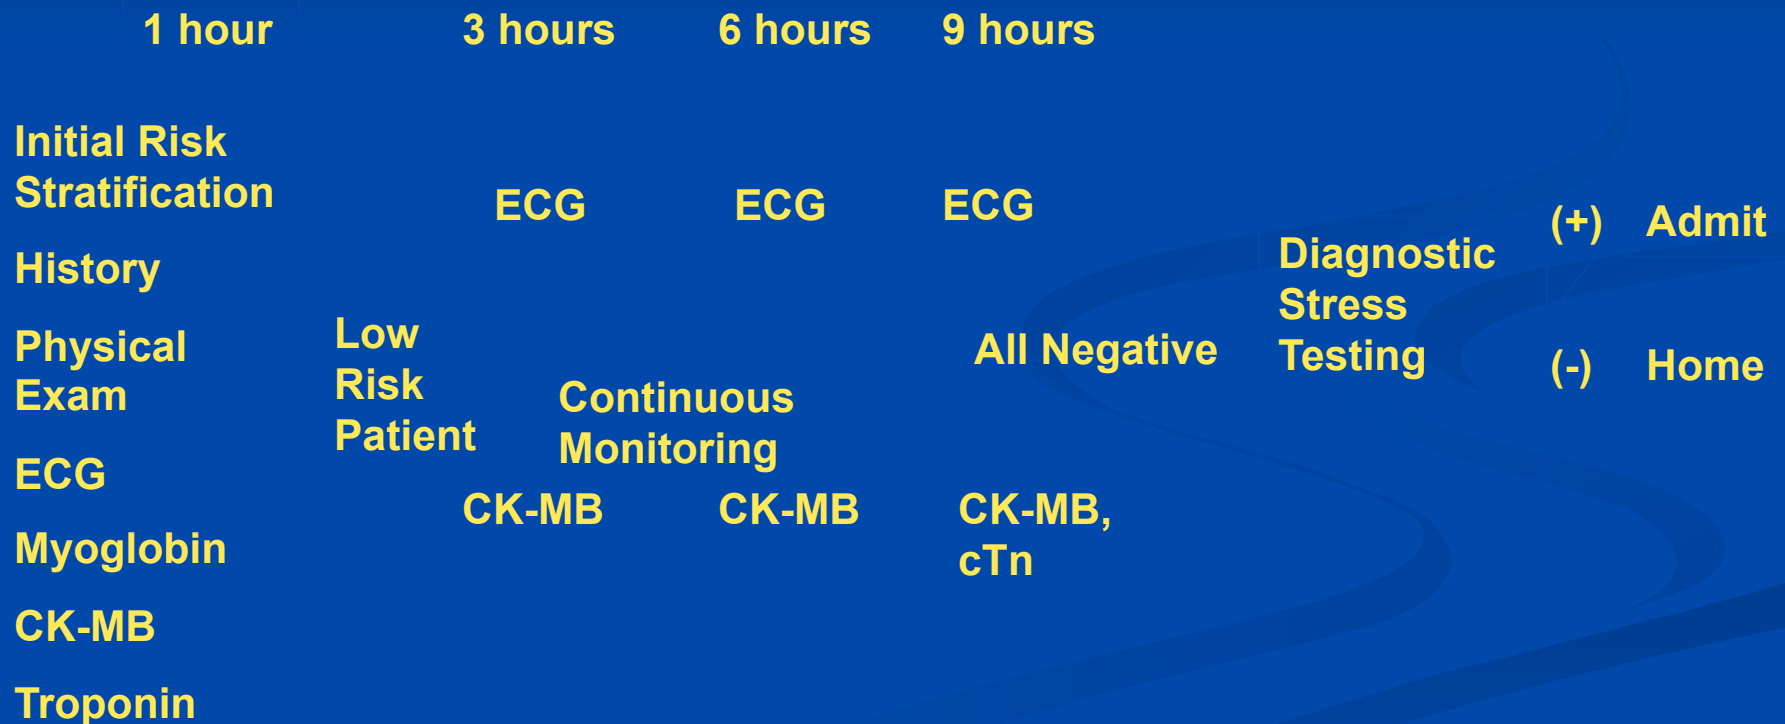 1 hour 3 hours 6 hours 9 hours
Initial Risk
Stratification
History
Physical
Exam
ECG
Myoglobin
CK-MB
Troponin
Low
Risk
Patient
ECG ECG ECG
Continuous
Monitoring
CK-MB CK-MB CK-MB,
cTn
All Negative
Diagnostic
Stress
Testing
(+) Admit
(-) Home